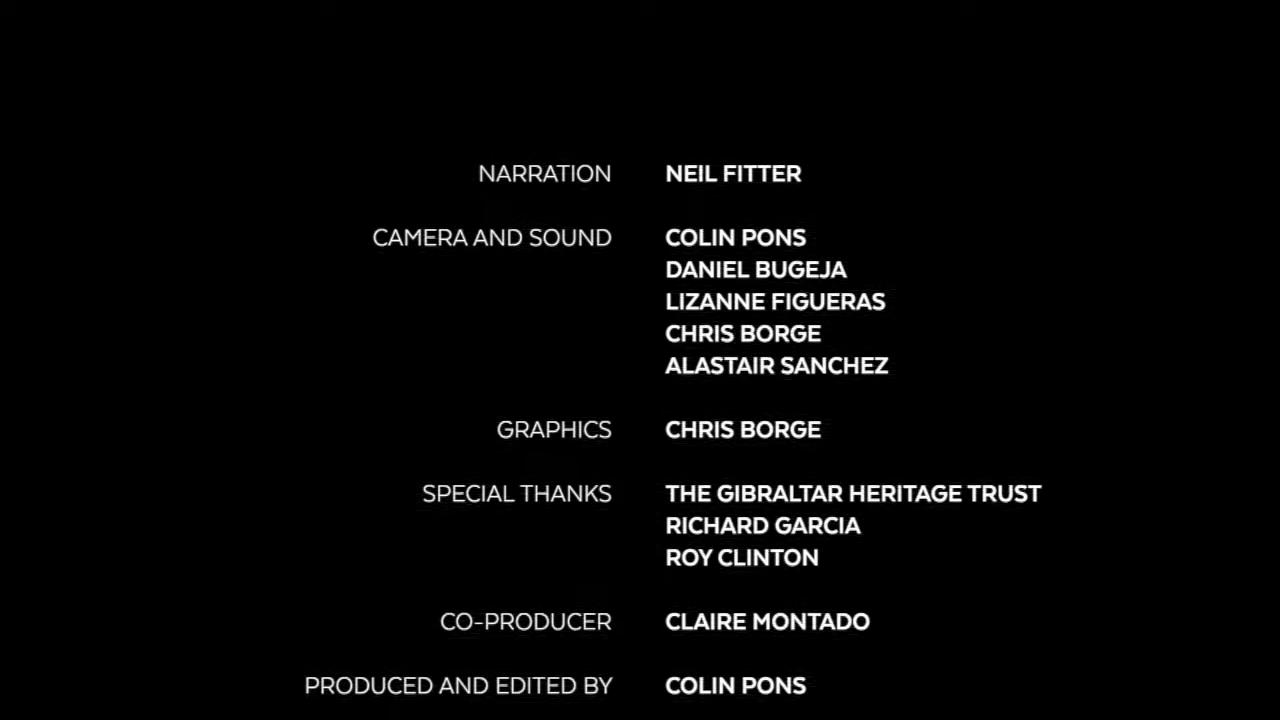 NARRATION NEIL FITTER
CAMERA AND SOUND COLIN PONS
DANIEL BUGEJA
LIZANNE FIGUERAS
CHRIS BORGE
ALASTAIR SANCHEZ
GRAPHICS CHRIS BORGE
SPECIAL THANKS THE GIBRALTAR HERITAGE TRUST
RICHARD GARCIA
ROY CLINTON
CO-PRODUCER CLAIRE MONTADO
PRODUCED AND EDITED BY COLIN PONS